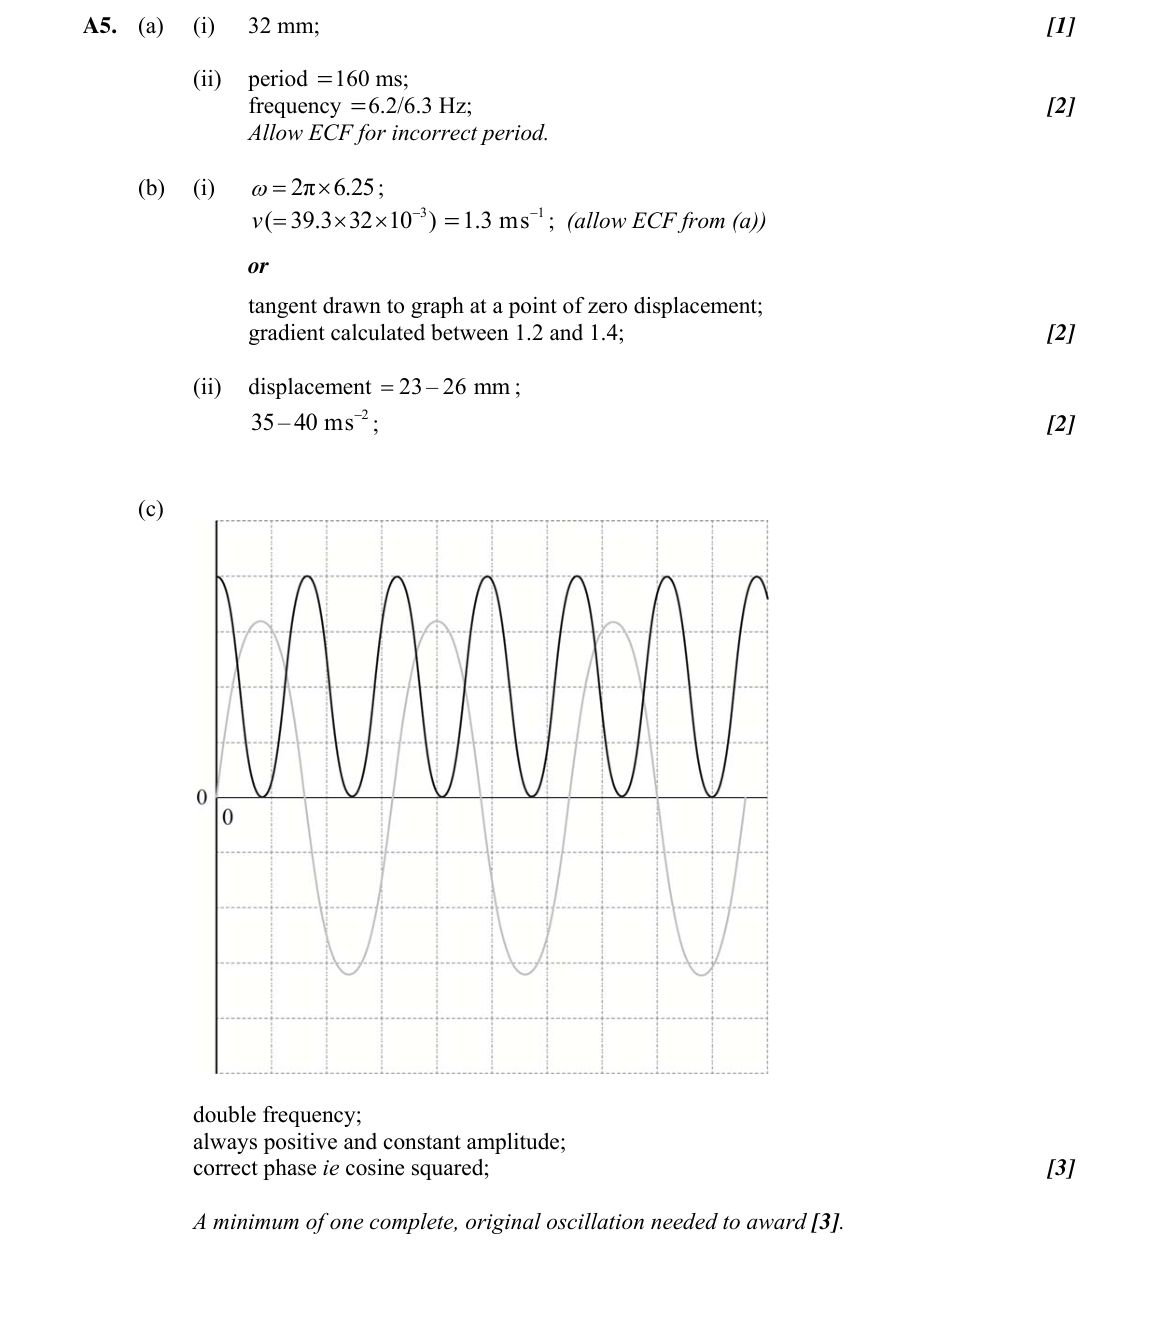 A5. (a) (i) 32 mm; [1]
(ii) period = 160 ms;
frequency = 6.2/6.3 Hz; [2]
Allow ECF for incorrect period.
(b) (i) ω = 2π × 6.25 ;
v(= 39.3 × 32 × 10⁻³) = 1.3 ms⁻¹ ; (allow ECF from (a))
or
tangent drawn to graph at a point of zero displacement;
gradient calculated between 1.2 and 1.4; [2]
(ii) displacement = 23 – 26 mm ;
35 – 40 ms⁻² ; [2]
(c)
0
0
double frequency;
always positive and constant amplitude;
correct phase ie cosine squared; [3]
A minimum of one complete, original oscillation needed to award [3].